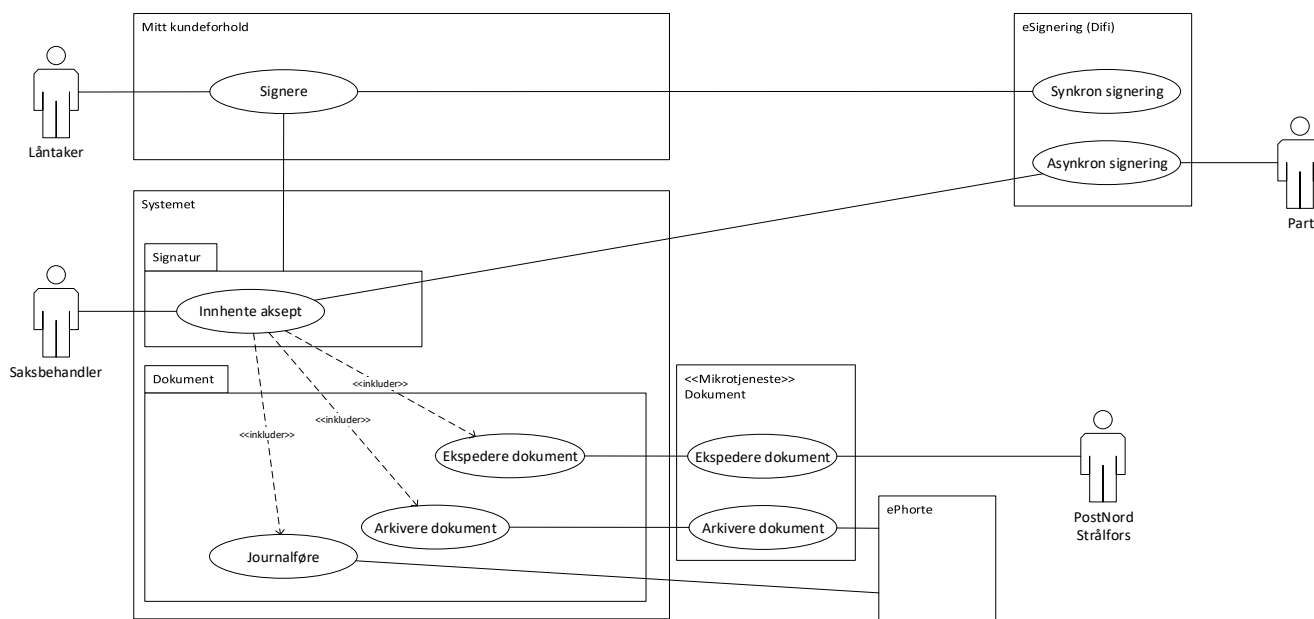 Mitt kundeforhold
eSignering (Difi)
Signere
Synkron signering
Låntaker
Asynkron signering
Part
Systemet
Signatur
Innhente aksept
Saksbehandler
Dokument
<<inkluder>>
<<inkluder>>
<<inkluder>>
<<Mikrotjeneste>>
Dokument
Ekspedere dokument
Ekspedere dokument
PostNord
Strålfors
ePhorte
Arkivere dokument
Arkivere dokument
Journalføre